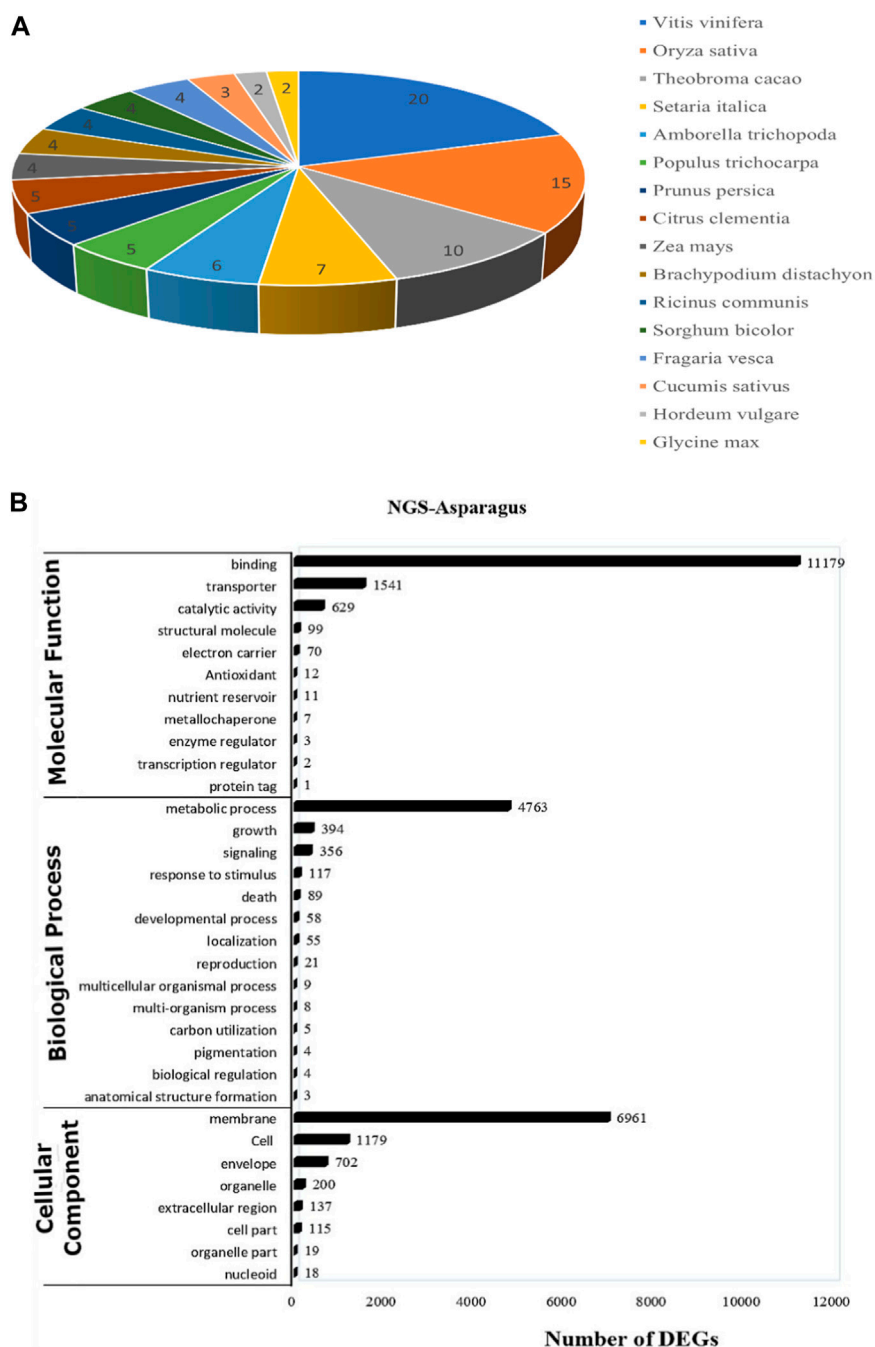 A
20
15
10
7
6
5
5
5
4
4
4
4
4
3
2
2
Vitis vinifera
Oryza sativa
Theobroma cacao
Setaria italica
Amborella trichopoda
Populus trichocarpa
Prunus persica
Citrus clementia
Zea mays
Brachypodium distachyon
Ricinus communis
Sorghum bicolor
Fragaria vesca
Cucumis sativus
Hordeum vulgare
Glycine max
B
NGS-Asparagus
Molecular Function
binding 11179
transporter 1541
catalytic activity 629
structural molecule 99
electron carrier 70
Antioxidant 12
nutrient reservoir 11
metallochaperone 7
enzyme regulator 3
transcription regulator 2
protein tag 1
Biological Process
metabolic process 4763
growth 394
signaling 356
response to stimulus 117
death 89
developmental process 58
localization 55
reproduction 21
multicellular organismal process 9
multi-organism process 8
carbon utilization 5
pigmentation 4
biological regulation 4
anatomical structure formation 3
Cellular
Component
membrane 6961
Cell 1179
envelope 702
organelle 200
extracellular region 137
cell part 115
organelle part 19
nucleoid 18
0 2000 4000 6000 8000 10000 12000
Number of DEGs